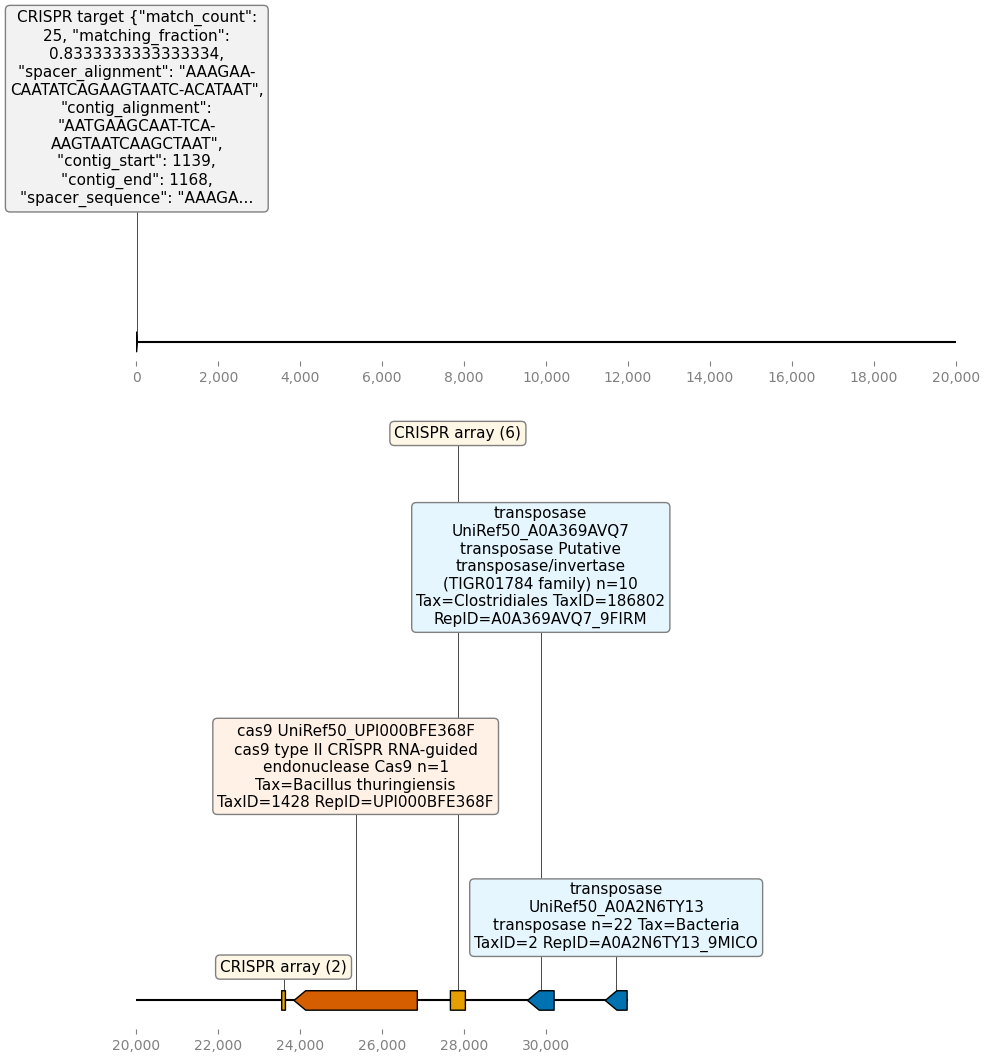 CRISPR target {"match_count":
25, "matching_fraction":
0.8333333333333334,
"spacer_alignment": "AAAGAA-
CAATATCAGAAGTAATC-ACATAAT",
"contig_alignment":
"AATGAAGCAAT-TCA-
AAGTAATCAAGCTAAT",
"contig_start": 1139,
"contig_end": 1168,
"spacer_sequence": "AAAGA...
0 2,000 4,000 6,000 8,000 10,000 12,000 14,000 16,000 18,000 20,000
CRISPR array (6)
transposase
UniRef50_A0A369AVQ7
transposase Putative
transposase/invertase
(TIGR01784 family) n=10
Tax=Clostridiales TaxID=186802
RepID=A0A369AVQ7_9FIRM
cas9 UniRef50_UPI000BFE368F
cas9 type II CRISPR RNA-guided
endonuclease Cas9 n=1
Tax=Bacillus thuringiensis
TaxID=1428 RepID=UPI000BFE368F
transposase
UniRef50_A0A2N6TY13
transposase n=22 Tax=Bacteria
TaxID=2 RepID=A0A2N6TY13_9MICO
CRISPR array (2)
20,000 22,000 24,000 26,000 28,000 30,000